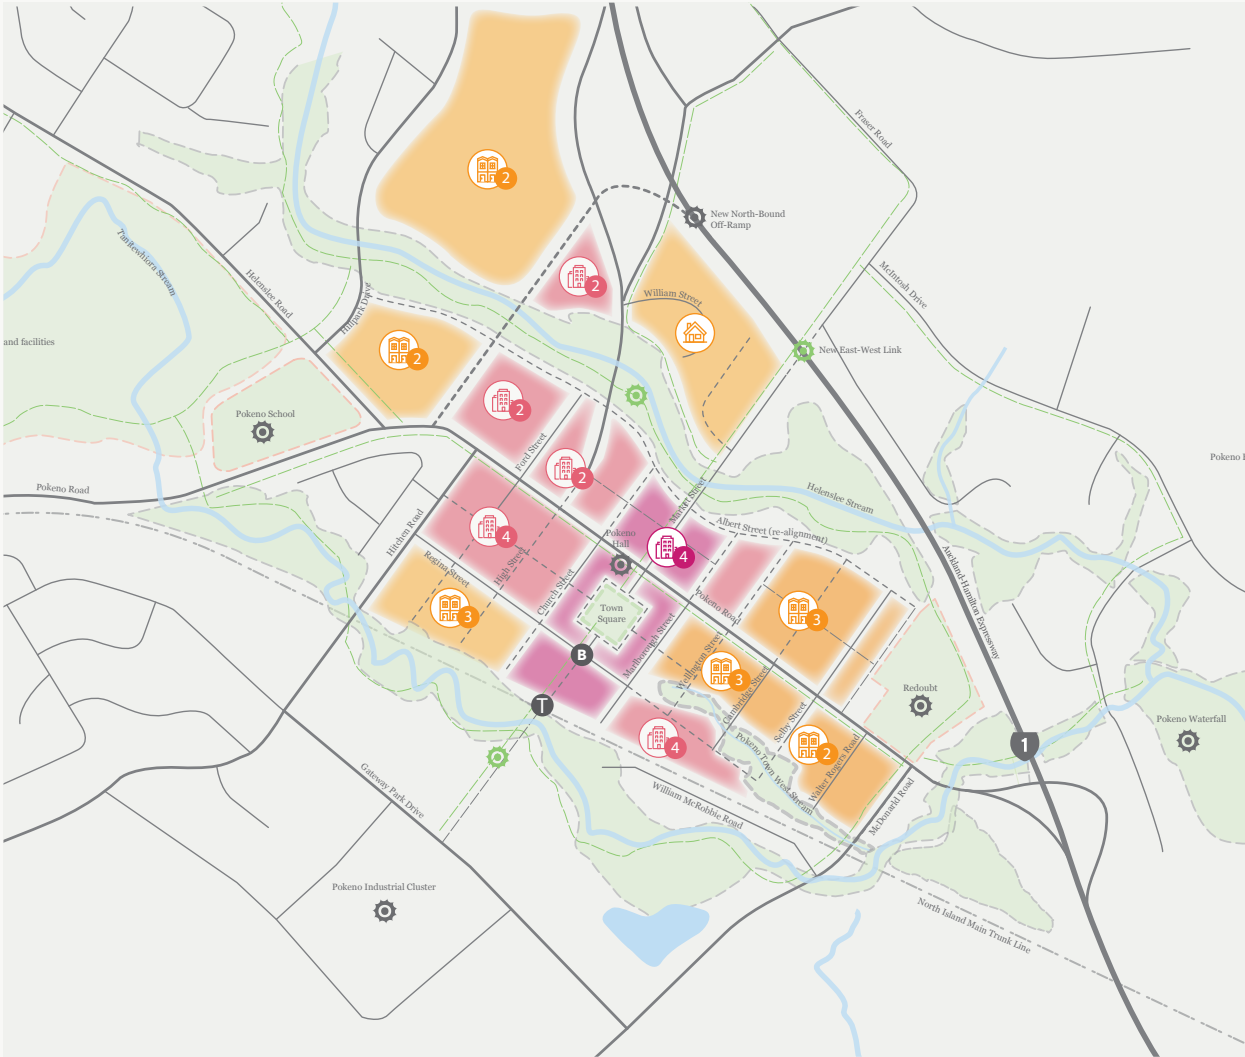 Fraser Road
2
New North-Bound
Off-Ramp
Tanitewhiora Stream
Helenslee Road
2
McIntosh Drive
William Street
Hillpark Drive
and facilities
2
New East-West Link
2
Pokeno School
Ford Street
2
Pokeno Road
Helenslee Stream
Market Street
Hitchen Road
4
Albert Street (re-alignment)
Pokeno
Hall
4
Regina Street
High Street
Church Street
Auckland-Hamilton Expressway
3
Town
Square
Pokeno Road
3
Marlborough Street
B
Wellington Street
3
Cambridge Street
Redoubt
T
Selby Street
Pokeno Waterfall
4
2
1
Pokeno Town West Stream
Walter Rogers Road
William McRobbie Road
McDonarld Road
Gateway Park Drive
Pokeno Industrial Cluster
North Island Main Trunk Line